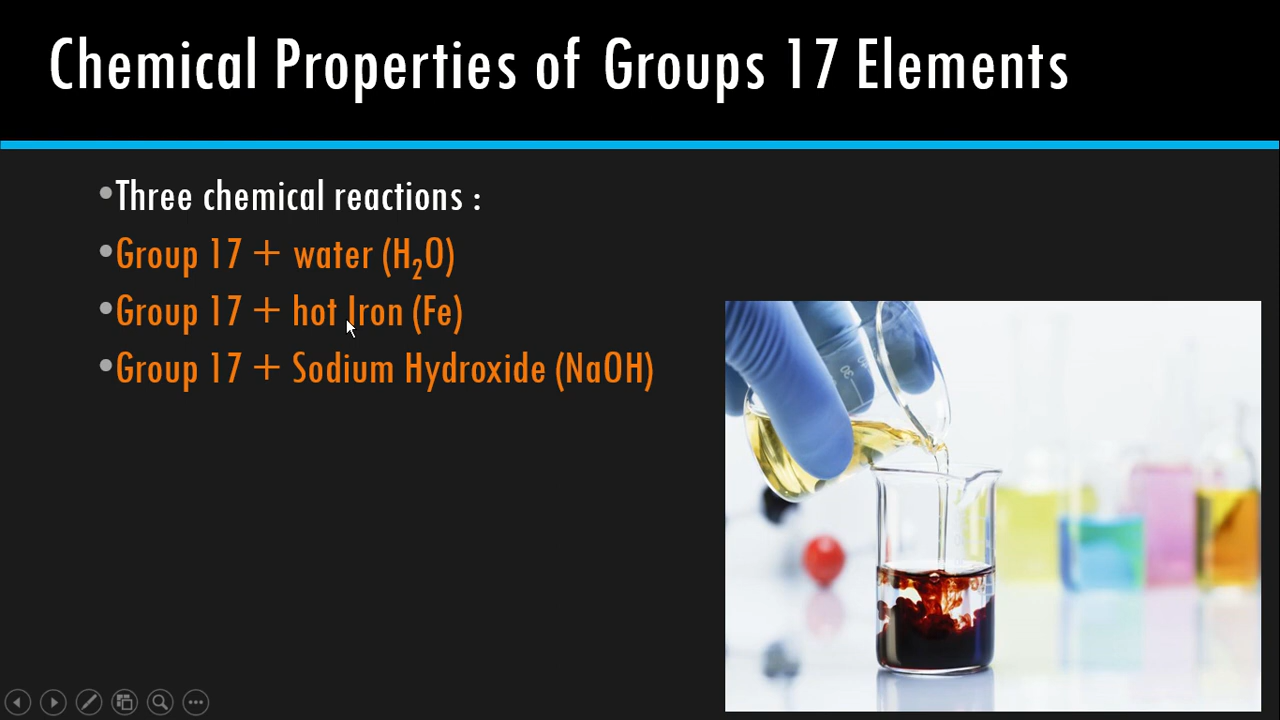 Chemical Properties of Groups 17 Elements
•Three chemical reactions :
•Group 17 + water (H₂O)
•Group 17 + hot Iron (Fe)
•Group 17 + Sodium Hydroxide (NaOH)